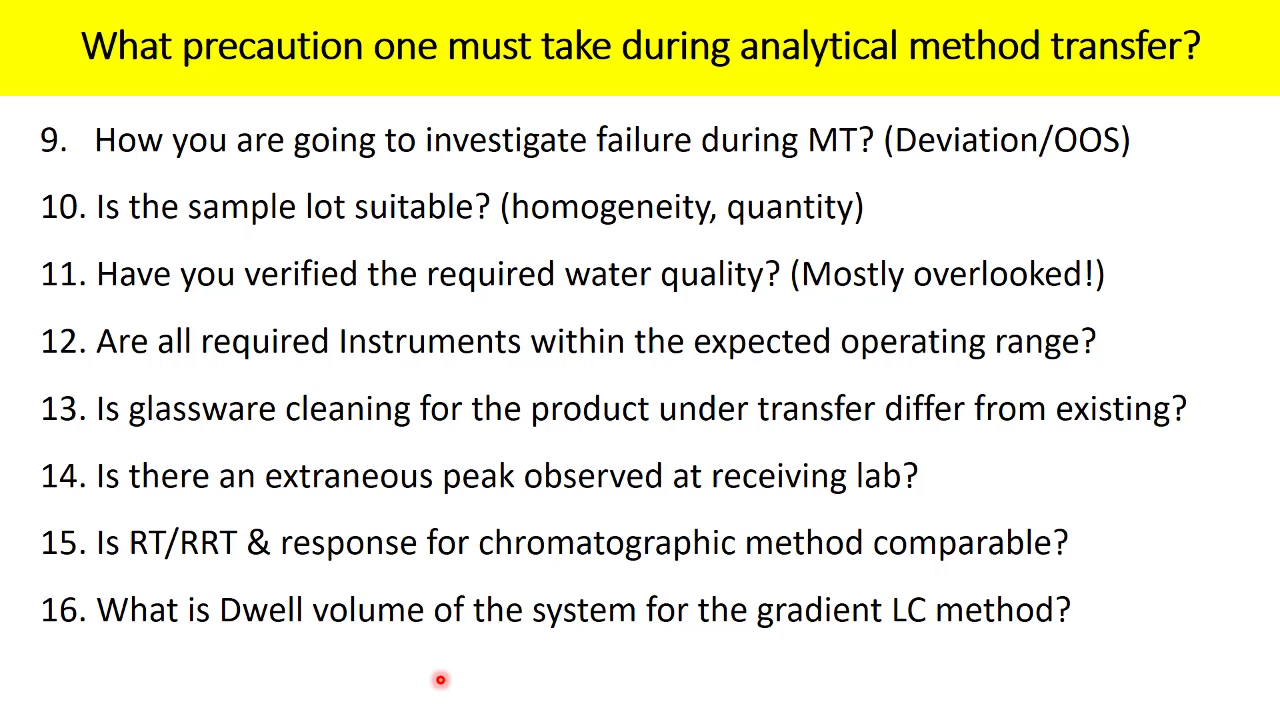 What precaution one must take during analytical method transfer?
9. How you are going to investigate failure during MT? (Deviation/OOS)
10. Is the sample lot suitable? (homogeneity, quantity)
11. Have you verified the required water quality? (Mostly overlooked!)
12. Are all required Instruments within the expected operating range?
13. Is glassware cleaning for the product under transfer differ from existing?
14. Is there an extraneous peak observed at receiving lab?
15. Is RT/RRT & response for chromatographic method comparable?
16. What is Dwell volume of the system for the gradient LC method?